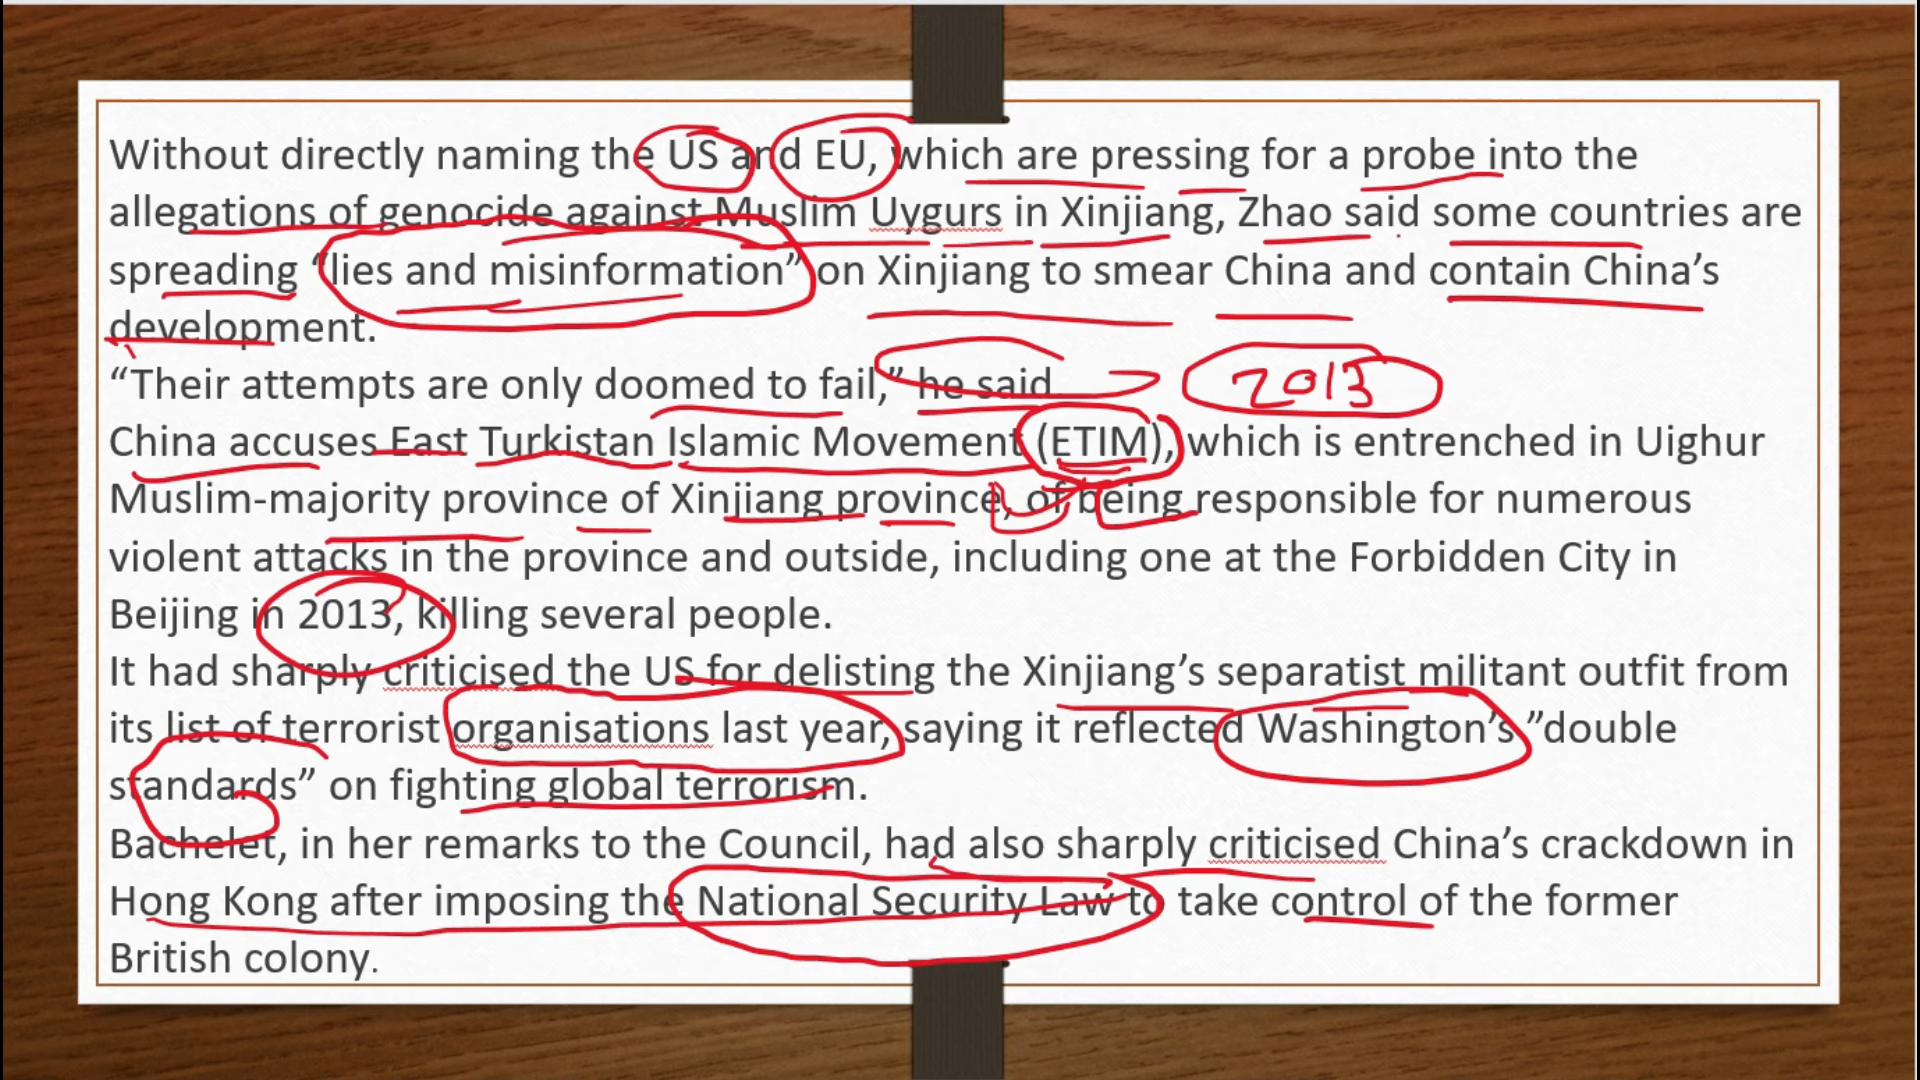 Without directly naming the US and EU, which are pressing for a probe into the
allegations of genocide against Muslim Uygurs in Xinjiang, Zhao said some countries are
spreading “lies and misinformation” on Xinjiang to smear China and contain China’s
development.
“Their attempts are only doomed to fail,” he said.
2013
China accuses East Turkistan Islamic Movement (ETIM), which is entrenched in Uighur
Muslim-majority province of Xinjiang province, of being responsible for numerous
violent attacks in the province and outside, including one at the Forbidden City in
Beijing in 2013, killing several people.
It had sharply criticised the US for delisting the Xinjiang’s separatist militant outfit from
its list of terrorist organisations last year, saying it reflected Washington’s ”double
standards” on fighting global terrorism.
Bachelet, in her remarks to the Council, had also sharply criticised China’s crackdown in
Hong Kong after imposing the National Security Law to take control of the former
British colony.